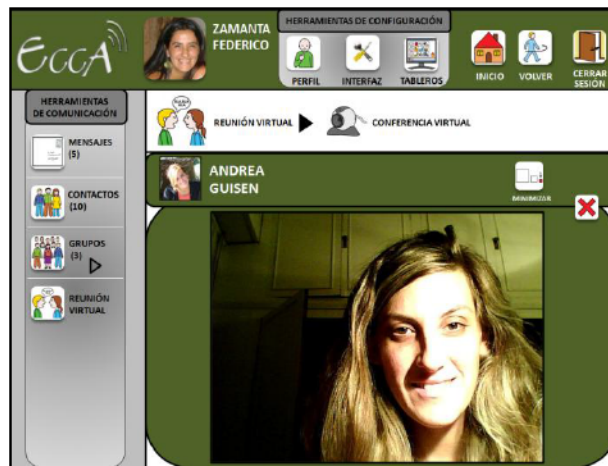 ECCA
ZAMANTA
FEDERICO
HERRAMIENTAS DE CONFIGURACIÓN
PERFIL
INTERFAZ
TABLEROS
INICIO
VOLVER
CERRAR
SESIÓN
HERRAMIENTAS
DE COMUNICACIÓN
MENSAJES
(5)
CONTACTOS
(10)
GRUPOS
(3)
REUNIÓN
VIRTUAL
REUNIÓN VIRTUAL
CONFERENCIA VIRTUAL
ANDREA
GUISEN
MINIMIZAR